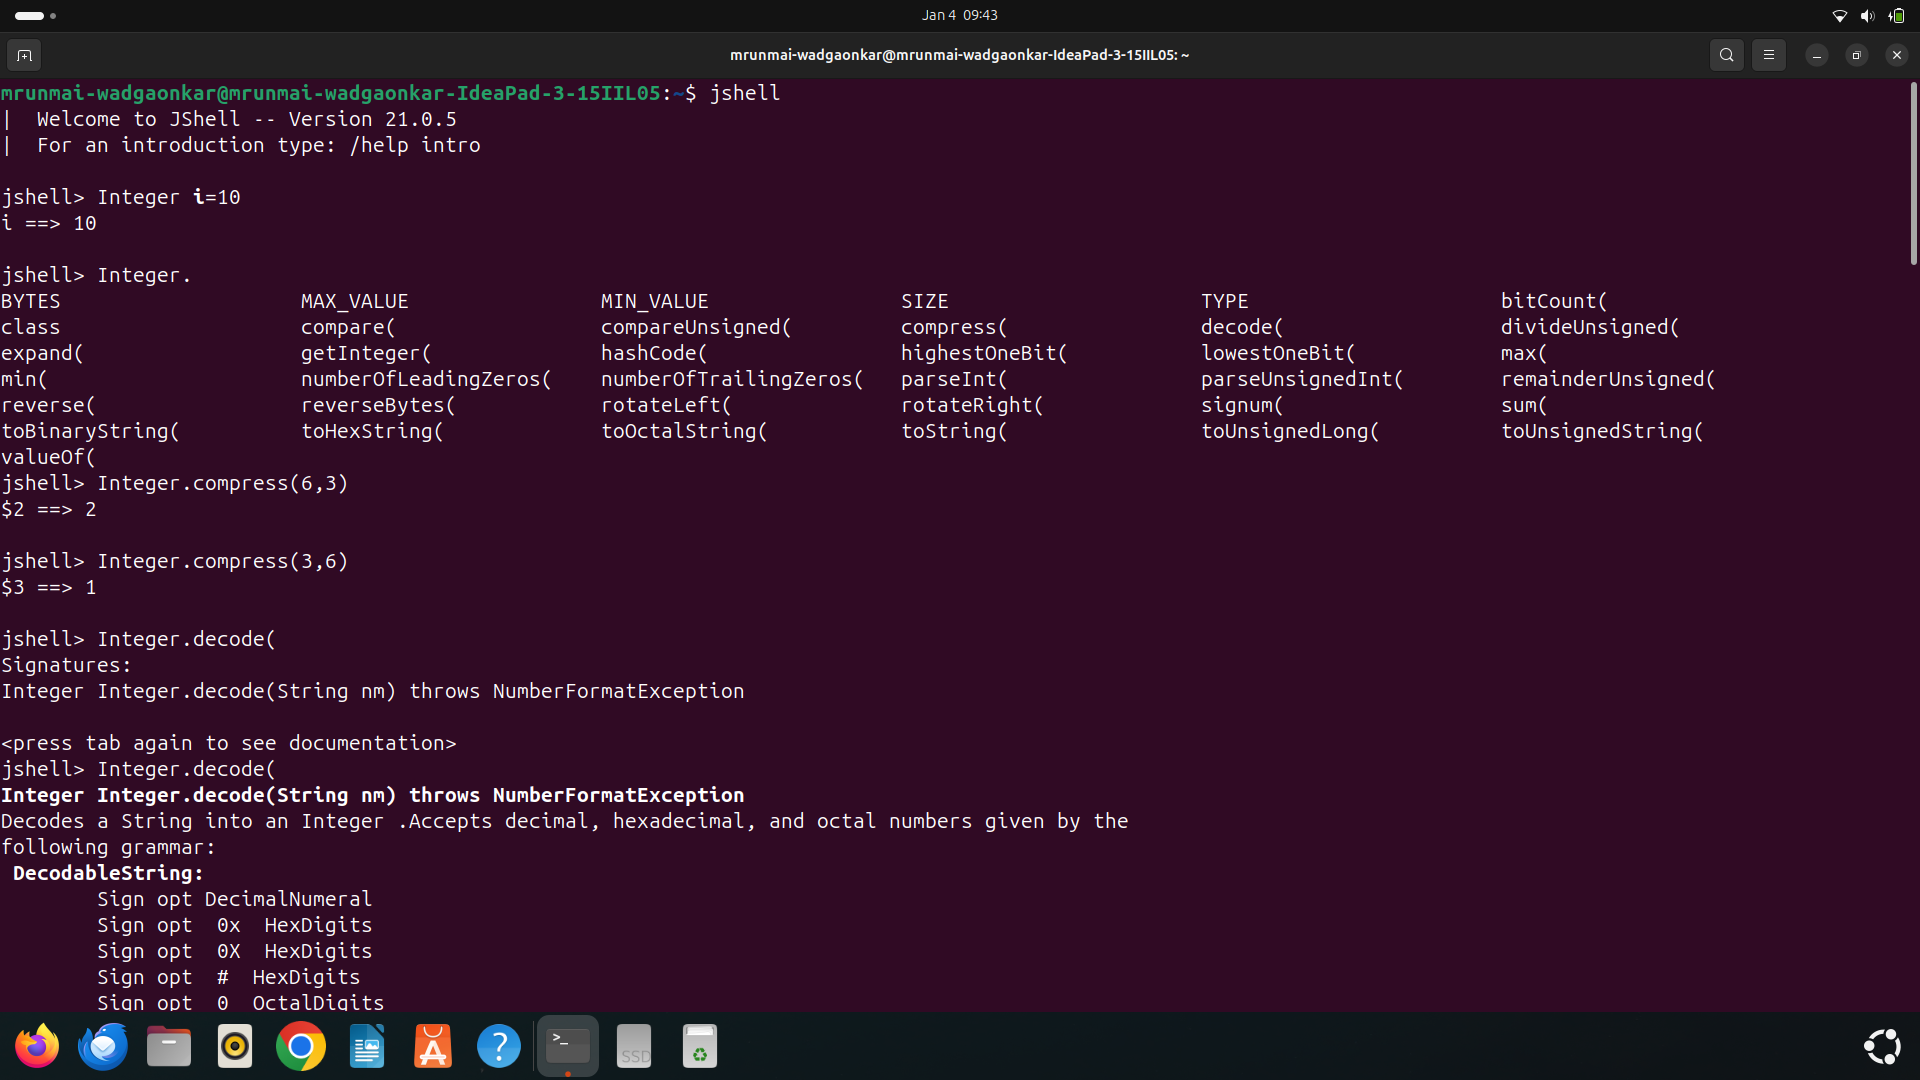 Jan 4 09:43
mrunmai-wadgaonkar@mrunmai-wadgaonkar-IdeaPad-3-15IIL05: ~
mrunmai-wadgaonkar@mrunmai-wadgaonkar-IdeaPad-3-15IIL05:~$ jshell
| Welcome to JShell -- Version 21.0.5
| For an introduction type: /help intro
jshell> Integer i=10
i ==> 10
jshell> Integer.
BYTES MAX_VALUE MIN_VALUE SIZE TYPE bitCount(
class compare( compareUnsigned( compress( decode( divideUnsigned(
expand( getInteger( hashCode( highestOneBit( lowestOneBit( max(
min( numberOfLeadingZeros( numberOfTrailingZeros( parseInt( parseUnsignedInt( remainderUnsigned(
reverse( reverseBytes( rotateLeft( rotateRight( signum( sum(
toBinaryString( toHexString( toOctalString( toString( toUnsignedLong( toUnsignedString(
valueOf(
jshell> Integer.compress(6,3)
$2 ==> 2
jshell> Integer.compress(3,6)
$3 ==> 1
jshell> Integer.decode(
Signatures:
Integer Integer.decode(String nm) throws NumberFormatException
<press tab again to see documentation>
jshell> Integer.decode(
Integer Integer.decode(String nm) throws NumberFormatException
Decodes a String into an Integer .Accepts decimal, hexadecimal, and octal numbers given by the
following grammar:
DecodableString:
Sign opt DecimalNumeral
Sign opt 0x HexDigits
Sign opt 0X HexDigits
Sign opt # HexDigits
Sign opt 0 OctalDigits
>_
SSD